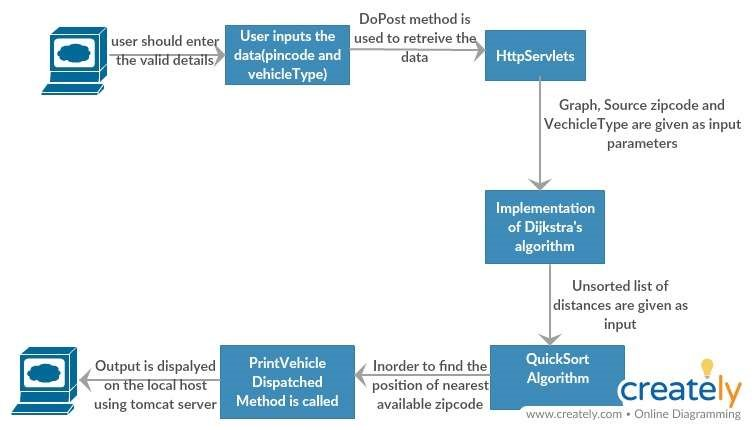 user should enter
the valid details
User inputs the
data(pincode and
vehicleType)
DoPost method is
used to retreive the
data
HttpServlets
Graph, Source zipcode and
VechicleType are given as input
parameters
Implementation
of Dijkstra's
algorithm
Unsorted list of
distances are given as
input
QuickSort
Algorithm
Inorder to find the
position of nearest
available zipcode
PrintVehicle
Dispatched
Method is called
Output is dispalyed
on the local host
using tomcat server
creately
www.creately.com • Online Diagramming